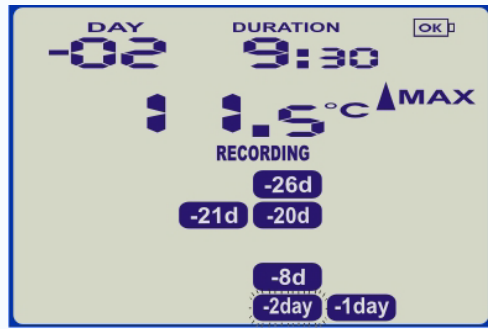 DAY DURATION OK
-02 9:30
11.5°C MAX
RECORDING
-26d
-21d -20d
-8d
-2day -1day